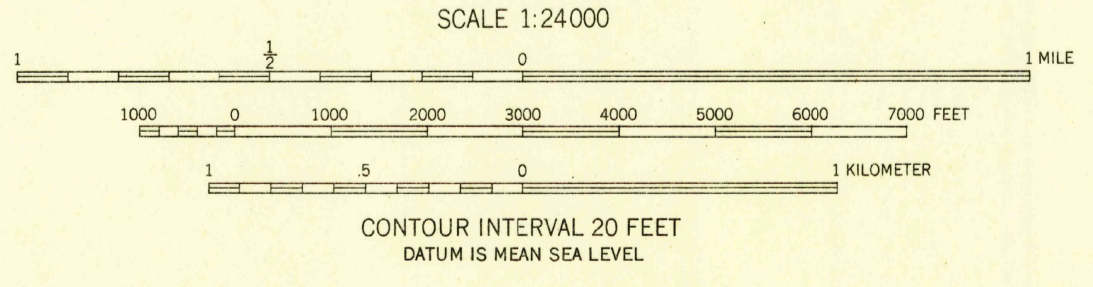 SCALE 1:24000
1 1/2 0 1 MILE
1000 0 1000 2000 3000 4000 5000 6000 7000 FEET
1 .5 0 1 KILOMETER
CONTOUR INTERVAL 20 FEET
DATUM IS MEAN SEA LEVEL